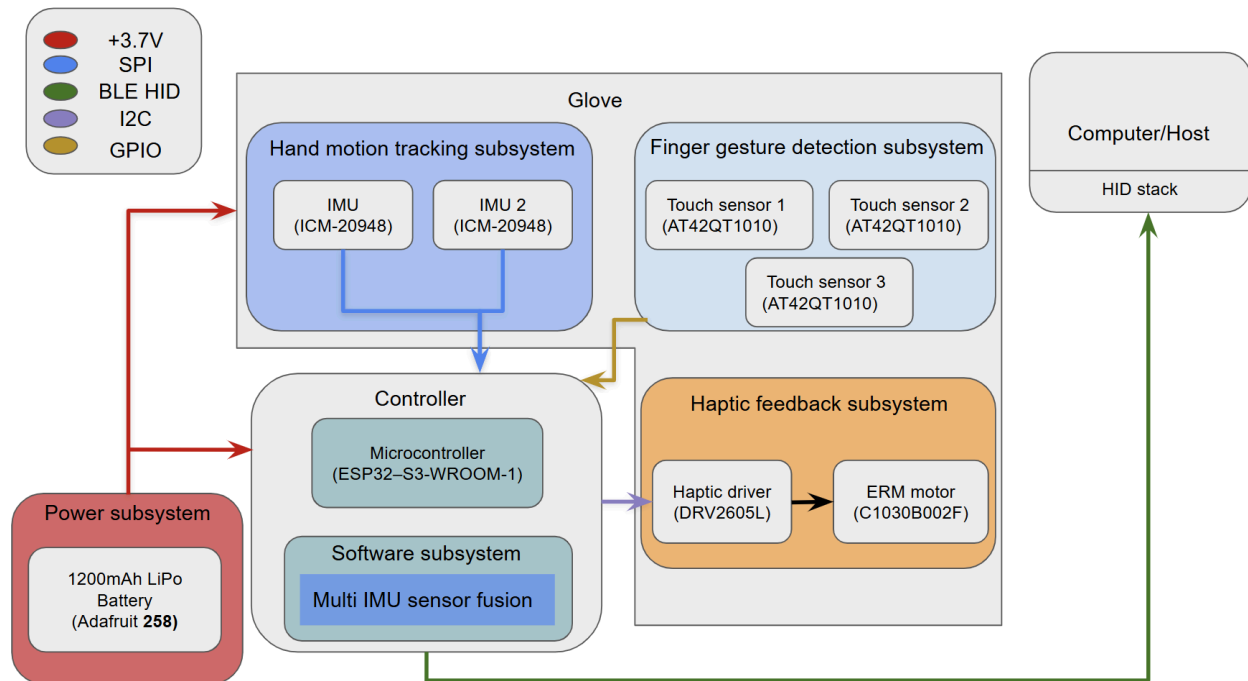 +3.7V
SPI
BLE HID
I2C
GPIO
Glove
Hand motion tracking subsystem
IMU
(ICM-20948)
IMU 2
(ICM-20948)
Finger gesture detection subsystem
Touch sensor 1
(AT42QT1010)
Touch sensor 2
(AT42QT1010)
Touch sensor 3
(AT42QT1010)
Computer/Host
HID stack
Controller
Microcontroller
(ESP32–S3-WROOM-1)
Software subsystem
Multi IMU sensor fusion
Haptic feedback subsystem
Haptic driver
(DRV2605L)
ERM motor
(C1030B002F)
Power subsystem
1200mAh LiPo
Battery
(Adafruit 258)